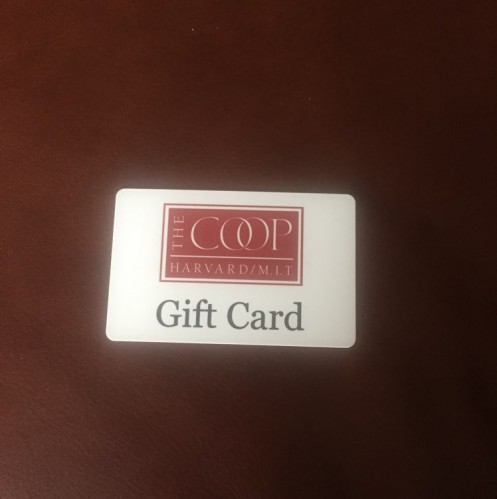 THE
COOP
HARVARD/M.I.T.
Gift Card